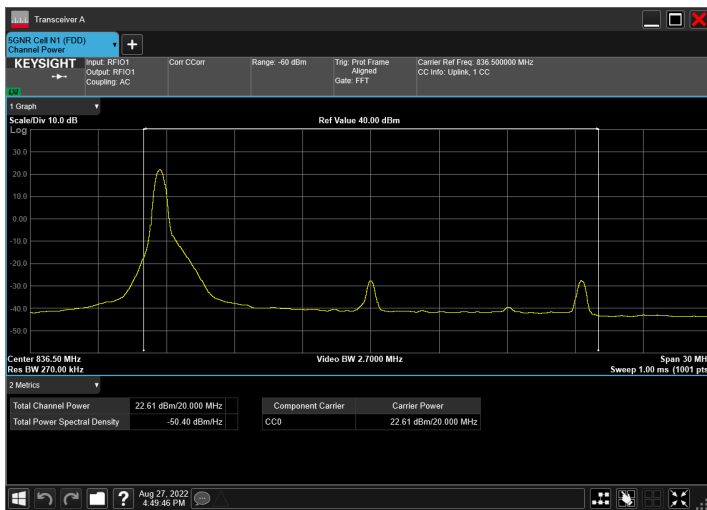 Transceiver A
5GNR Cell N1 (FDD)
Channel Power
KEYSIGHT
Input: RFIO1
Output: RFIO1
Coupling: AC
Corr CCorr
Range: -60 dBm
Trig: Prot Frame
Aligned
Gate: FFT
Carrier Ref Freq: 836.500000 MHz
CC Info: Uplink, 1 CC
1 Graph
Scale/Div 10.0 dB
Ref Value 40.00 dBm
Log
30.0
20.0
10.0
0.00
-10.0
-20.0
-30.0
-40.0
-50.0
Center 836.50 MHz
Video BW 2.7000 MHz
Span 30 MH
Res BW 270.00 kHz
Sweep 1.00 ms (1001 pts
2 Metrics
Total Channel Power 22.61 dBm/20.000 MHz
Total Power Spectral Density -50.40 dBm/Hz
Component Carrier Carrier Power
CC0 22.61 dBm/20.000 MHz
?
Aug 27, 2022
4:49:46 PM